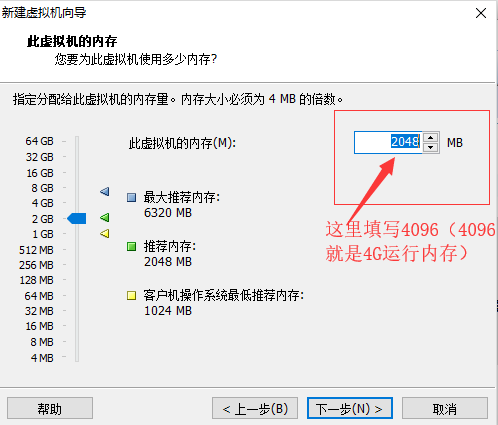 新建虚拟机向导
此虚拟机的内存
您要为此虚拟机使用多少内存?
指定分配给此虚拟机的内存量。内存大小必须为 4 MB 的倍数。
此虚拟机的内存(M):
2048
MB
64 GB
32 GB
16 GB
8 GB
4 GB
2 GB
1 GB
512 MB
256 MB
128 MB
64 MB
32 MB
16 MB
8 MB
4 MB
最大推荐内存:
6320 MB
推荐内存:
2048 MB
客户机操作系统最低推荐内存:
1024 MB
这里填写4096（4096
就是4G运行内存）
帮助
< 上一步(B)
下一步(N) >
取消